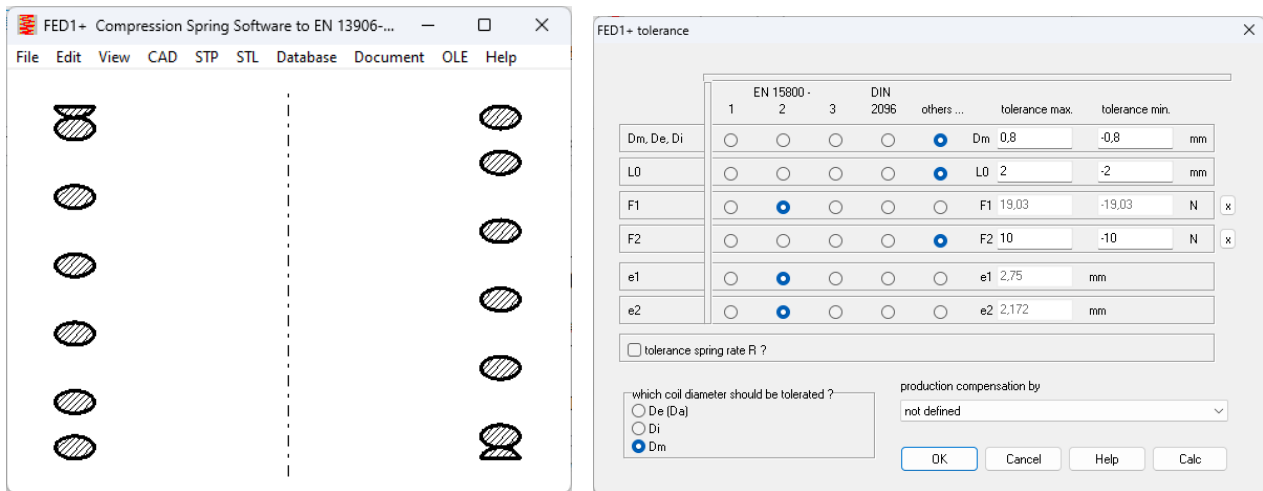 FED1+ Compression Spring Software to EN 13906-...
File Edit View CAD STP STL Database Document OLE Help
FED1+ tolerance
EN 15800 - DIN
1 2 3 2096 others ... tolerance max. tolerance min.
Dm, De, Di Dm 0,8 -0,8 mm
L0 L0 2 -2 mm
F1 F1 19,03 -19,03 N x
F2 F2 10 -10 N x
e1 e1 2,75 mm
e2 e2 2,172 mm
tolerance spring rate R ?
which coil diameter should be tolerated ?
De (Da)
Di
Dm
production compensation by
not defined
OK Cancel Help Calc